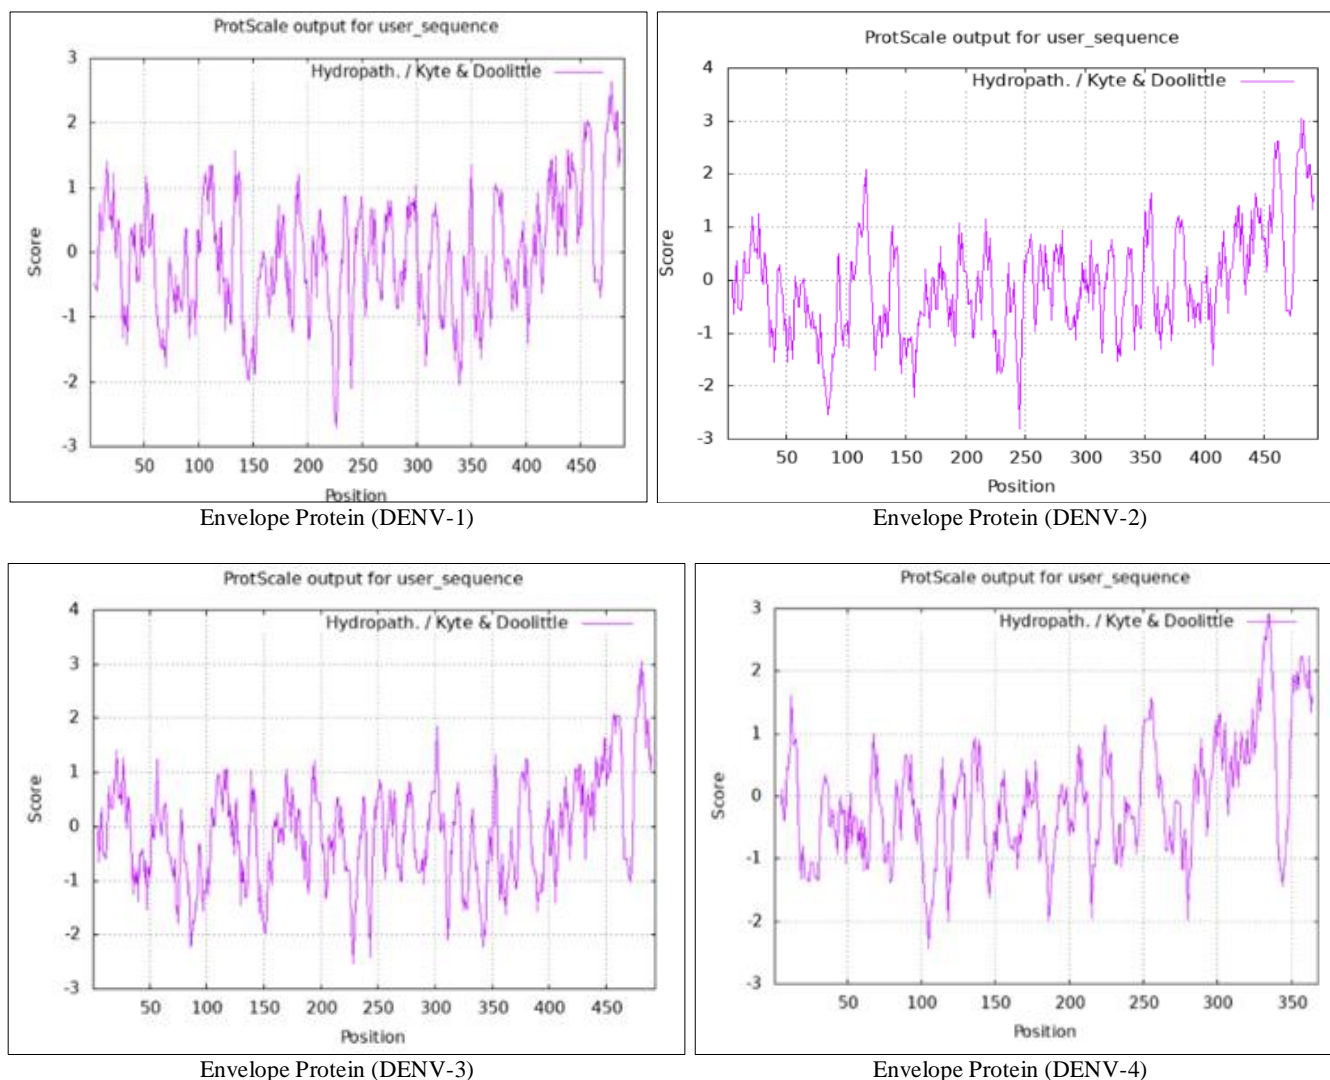 ProtScale output for user_sequence
Hydropath. / Kyte & Doolittle
3
2
1
0
-1
-2
-3
Score
50 100 150 200 250 300 350 400 450
Position
Envelope Protein (DENV-1)
ProtScale output for user_sequence
Hydropath. / Kyte & Doolittle
4
3
2
1
0
-1
-2
-3
Score
50 100 150 200 250 300 350 400 450
Position
Envelope Protein (DENV-2)
ProtScale output for user_sequence
Hydropath. / Kyte & Doolittle
4
3
2
1
0
-1
-2
-3
Score
50 100 150 200 250 300 350 400 450
Position
Envelope Protein (DENV-3)
ProtScale output for user_sequence
Hydropath. / Kyte & Doolittle
3
2
1
0
-1
-2
-3
Score
50 100 150 200 250 300 350
Position
Envelope Protein (DENV-4)